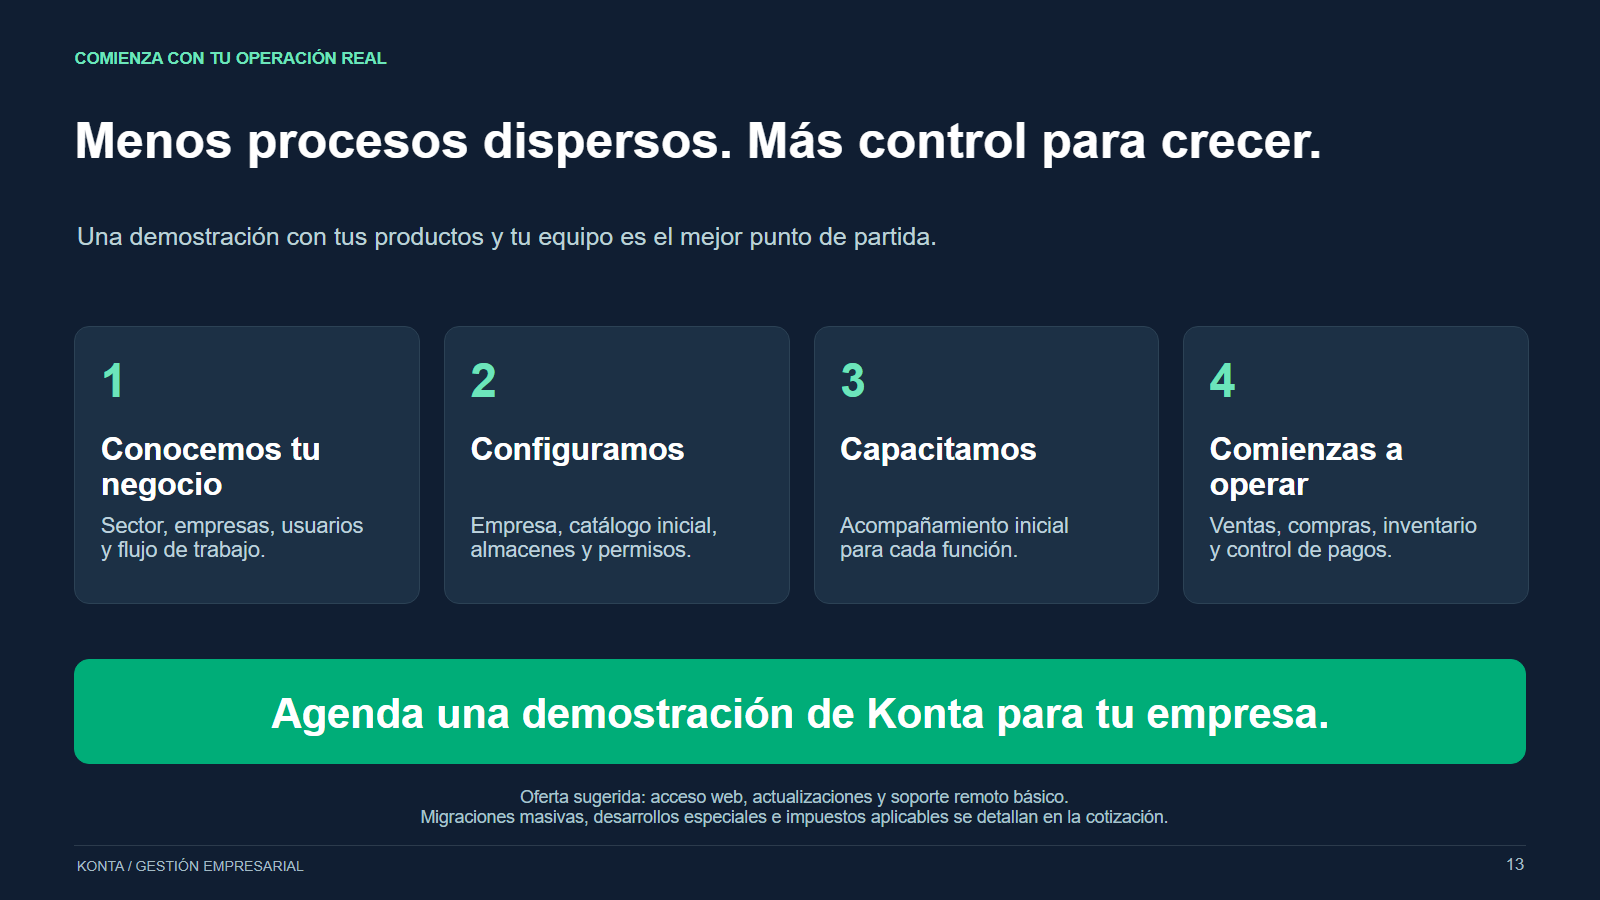 COMIENZA CON TU OPERACIÓN REAL
Menos procesos dispersos. Más control para crecer.
Una demostración con tus productos y tu equipo es el mejor punto de partida.
1
Conocemos tu
negocio
Sector, empresas, usuarios
y flujo de trabajo.
2
Configuramos
Empresa, catálogo inicial,
almacenes y permisos.
3
Capacitamos
Acompañamiento inicial
para cada función.
4
Comienzas a
operar
Ventas, compras, inventario
y control de pagos.
Agenda una demostración de Konta para tu empresa.
Oferta sugerida: acceso web, actualizaciones y soporte remoto básico.
Migraciones masivas, desarrollos especiales e impuestos aplicables se detallan en la cotización.
KONTA / GESTIÓN EMPRESARIAL
13